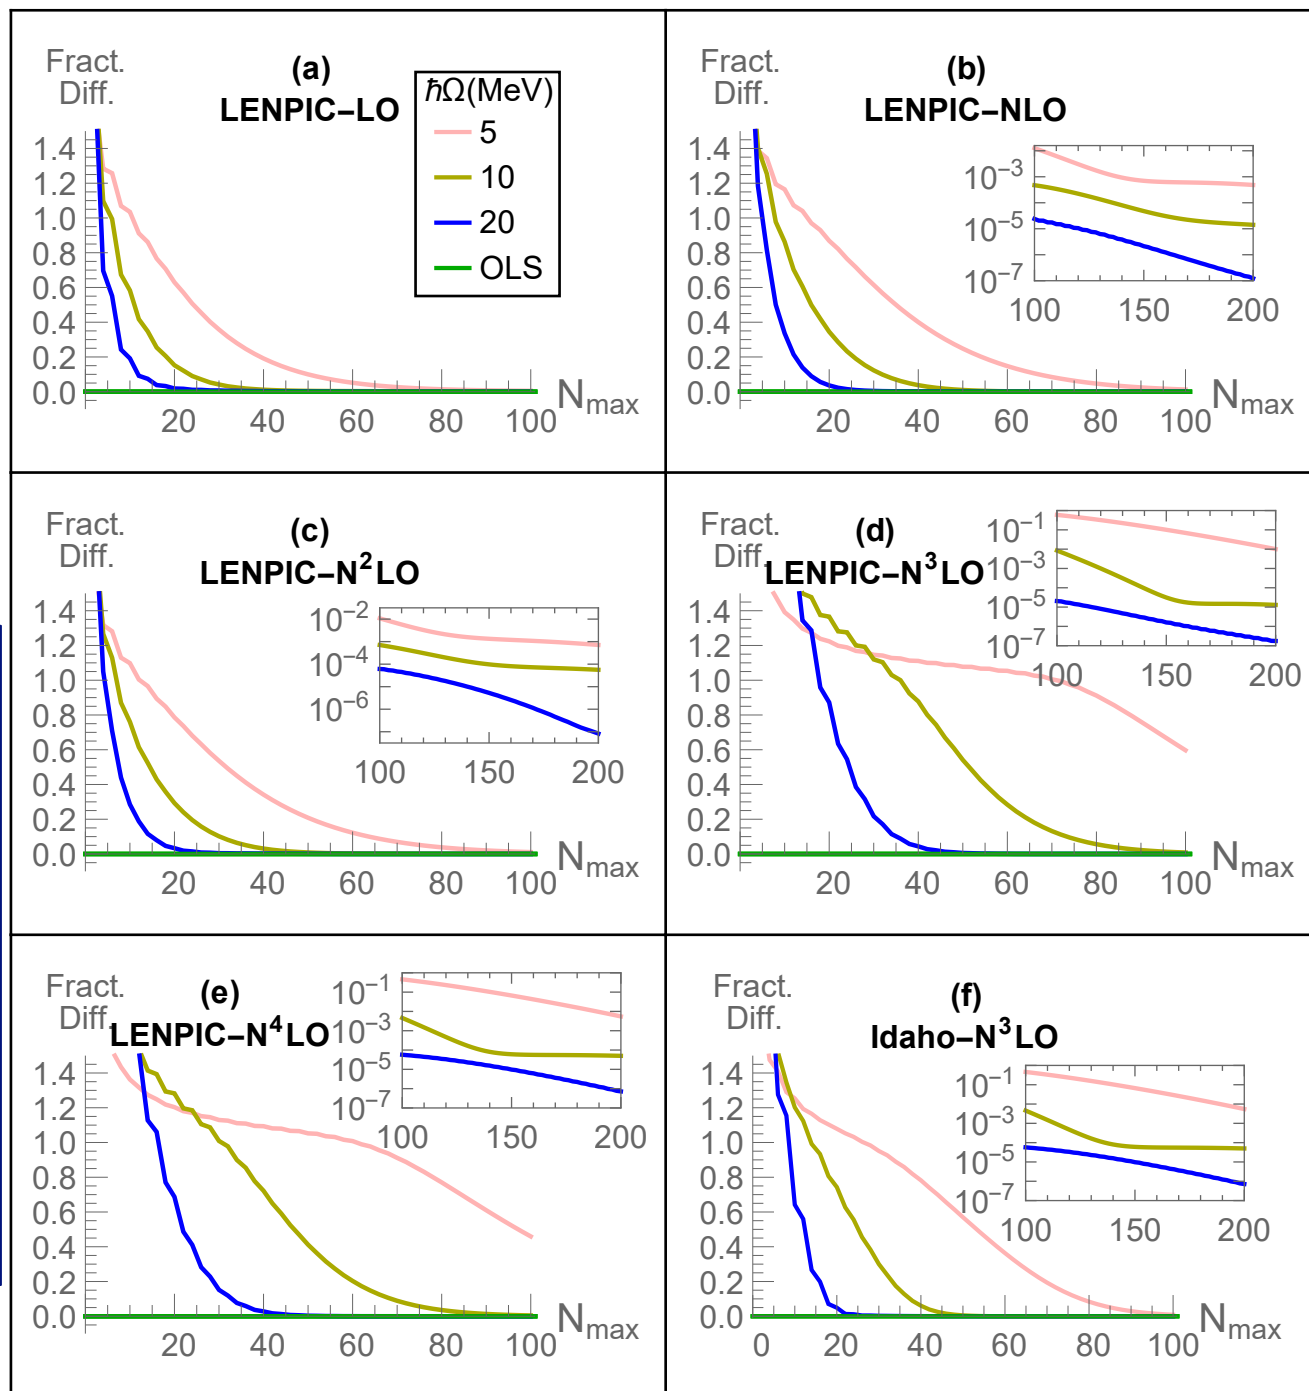 Fract.
Diff.
(a)
LENPIC–LO
ℏΩ(MeV)
5
10
20
OLS
1.4
1.2
1.0
0.8
0.6
0.4
0.2
0.0
20 40 60 80 100
N_max
Fract.
Diff.
(b)
LENPIC–NLO
1.4
1.2
1.0
0.8
0.6
0.4
0.2
0.0
20 40 60 80 100
N_max
10⁻³
10⁻⁵
10⁻⁷
100 150 200
Fract.
Diff.
(c)
LENPIC–N²LO
1.4
1.2
1.0
0.8
0.6
0.4
0.2
0.0
20 40 60 80 100
N_max
10⁻²
10⁻⁴
10⁻⁶
100 150 200
Fract.
Diff.
(d)
LENPIC–N³LO
1.4
1.2
1.0
0.8
0.6
0.4
0.2
0.0
20 40 60 80 100
N_max
10⁻¹
10⁻³
10⁻⁵
10⁻⁷
100 150 200
Fract.
Diff.
(e)
LENPIC–N⁴LO
1.4
1.2
1.0
0.8
0.6
0.4
0.2
0.0
20 40 60 80 100
N_max
10⁻¹
10⁻³
10⁻⁵
10⁻⁷
100 150 200
Fract.
Diff.
(f)
Idaho–N³LO
1.4
1.2
1.0
0.8
0.6
0.4
0.2
0.0
0 20 40 60 80 100
N_max
10⁻¹
10⁻³
10⁻⁵
10⁻⁷
100 150 200